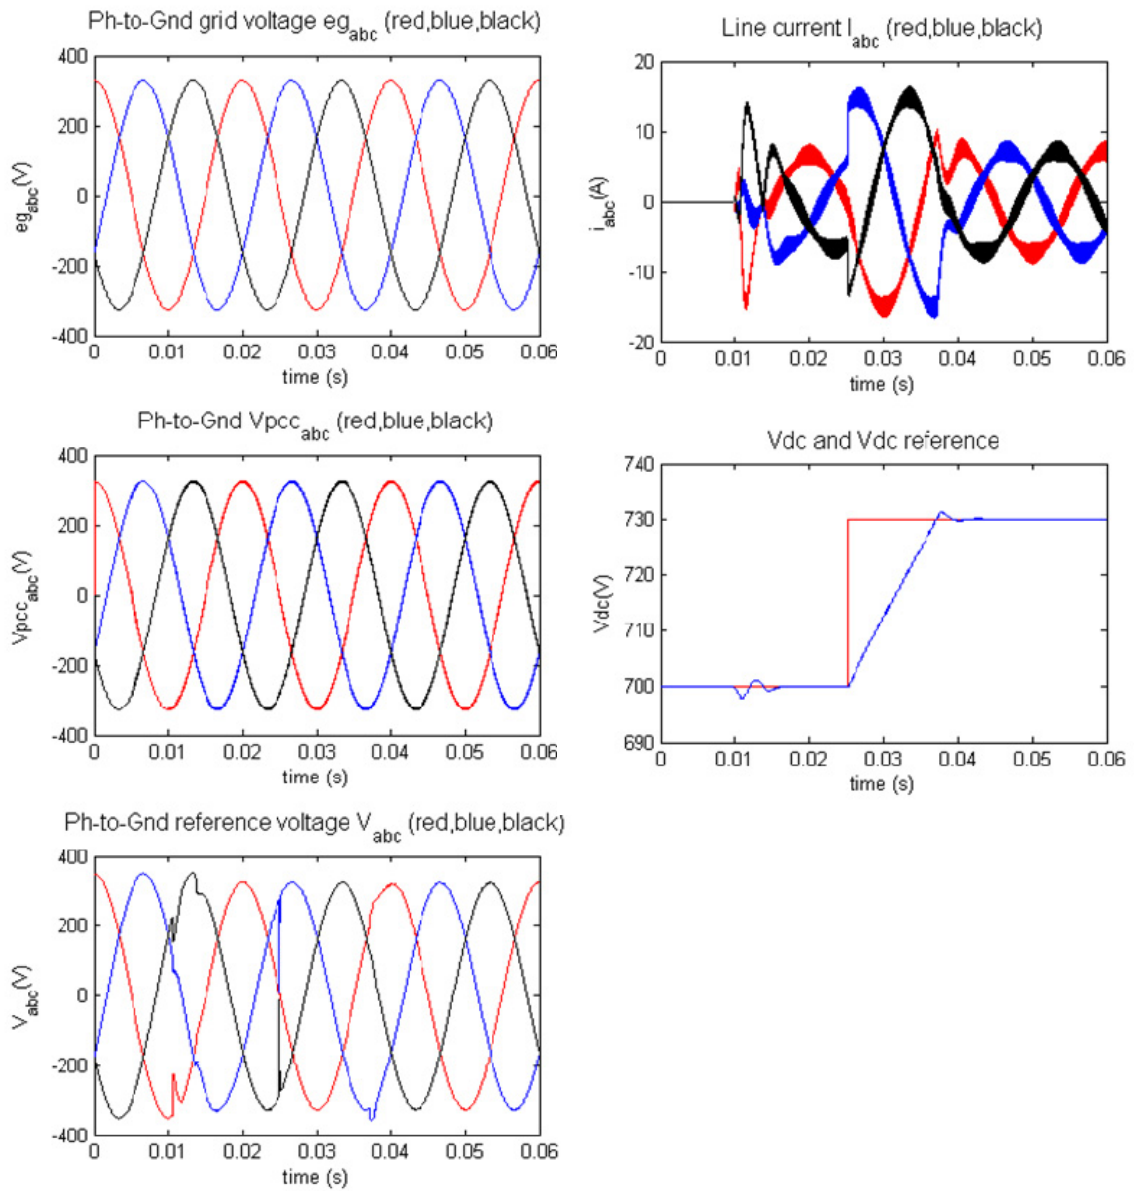 Ph-to-Gnd grid voltage eg_abc (red,blue,black)
400
200
0
-200
-400
eg_abc(V)
0 0.01 0.02 0.03 0.04 0.05 0.06
time (s)
Line current I_abc (red,blue,black)
20
10
0
-10
-20
i_abc(A)
0 0.01 0.02 0.03 0.04 0.05 0.06
time (s)
Ph-to-Gnd Vpcc_abc (red,blue,black)
400
200
0
-200
-400
Vpcc_abc(V)
0 0.01 0.02 0.03 0.04 0.05 0.06
time (s)
Vdc and Vdc reference
740
730
720
710
700
690
Vdc(V)
0 0.01 0.02 0.03 0.04 0.05 0.06
time (s)
Ph-to-Gnd reference voltage V_abc (red,blue,black)
400
200
0
-200
-400
V_abc(V)
0 0.01 0.02 0.03 0.04 0.05 0.06
time (s)